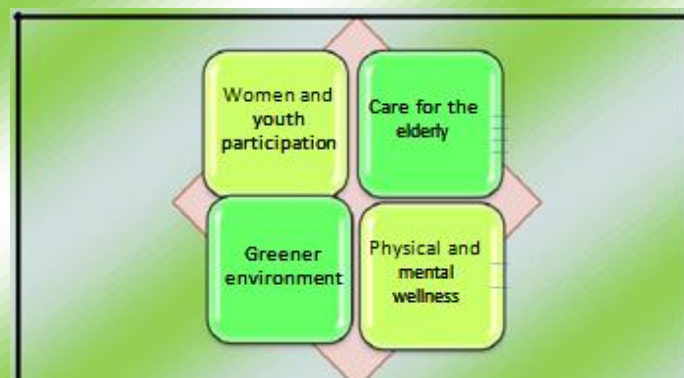 Women and
youth
participation
Care for the
elderly
Greener
environment
Physical and
mental
wellness